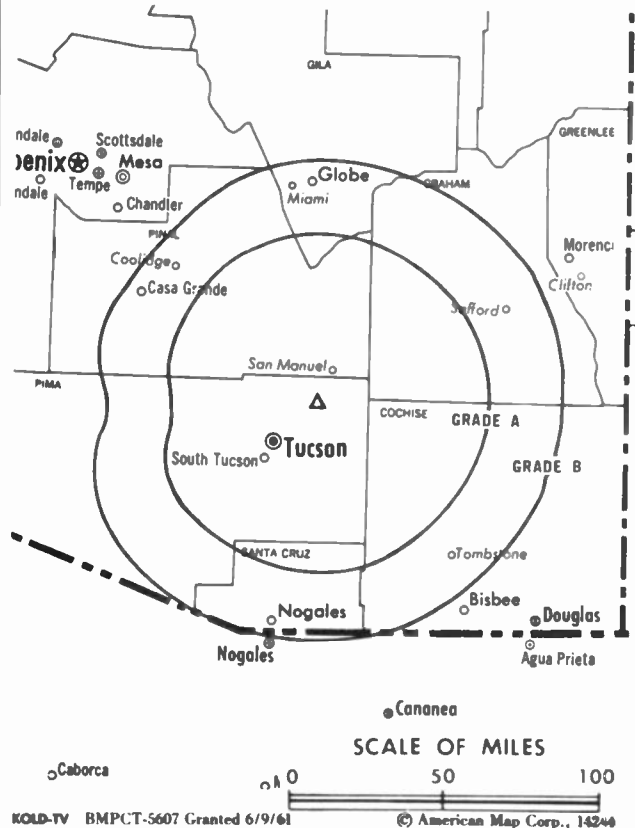 GILA
GREENLEE
ndale
Scottsdale
enix
Mesa
Tempe
ndale
Globe
Miami
GRAHAM
Chandler
PINAL
Coolidge
Casa Grande
Morenci
Clifton
Safford
San Manuel
PIMA
COCHISE
GRADE A
Tucson
South Tucson
GRADE B
SANTA CRUZ
Tombstone
Nogales
Bisbee
Douglas
Nogales
Agua Prieta
Cananea
SCALE OF MILES
Caborca
N
0 50 100
KOLD-TV BMPCT-5607 Granted 6/9/61
© American Map Corp., 14244